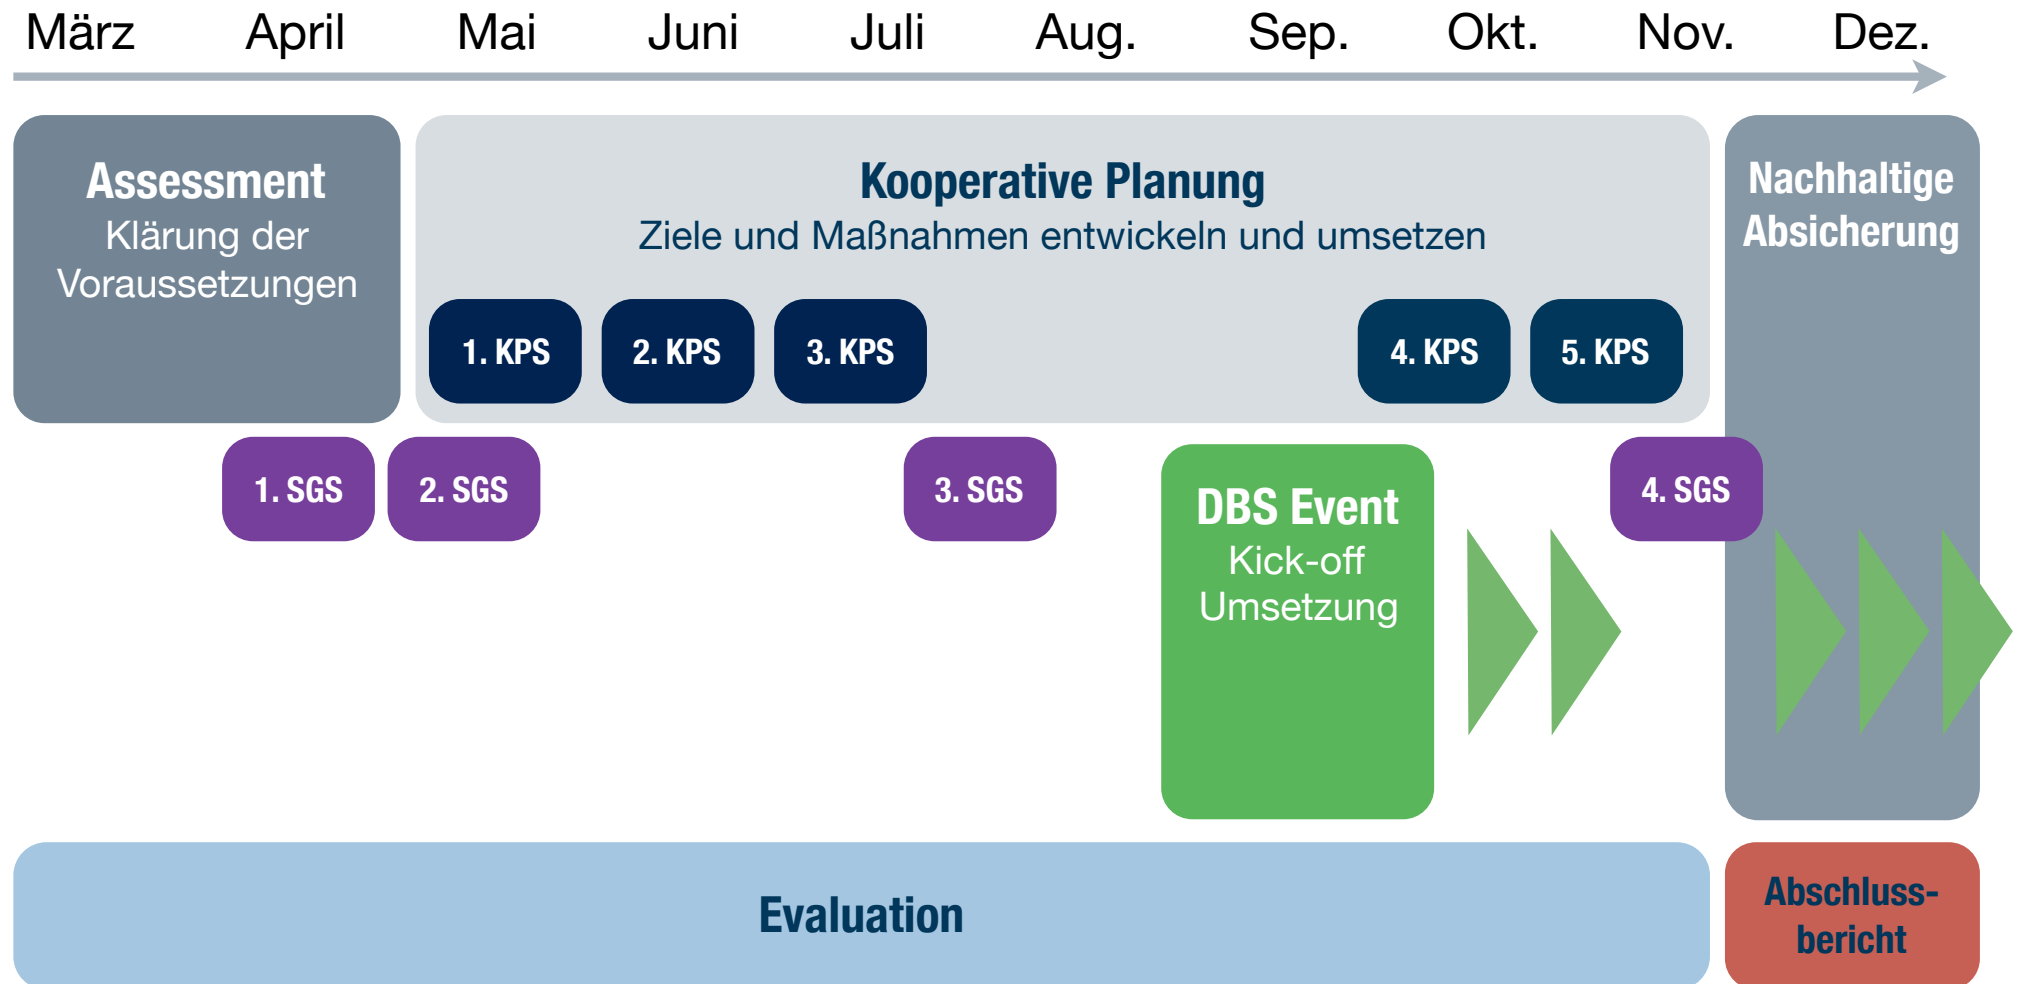 März April Mai Juni Juli Aug. Sep. Okt. Nov. Dez.
Assessment
Klärung der
Voraussetzungen
Kooperative Planung
Ziele und Maßnahmen entwickeln und umsetzen
Nachhaltige
Absicherung
1. KPS 2. KPS 3. KPS 4. KPS 5. KPS
1. SGS 2. SGS 3. SGS 4. SGS
DBS Event
Kick-off
Umsetzung
Evaluation
Abschluss-
bericht